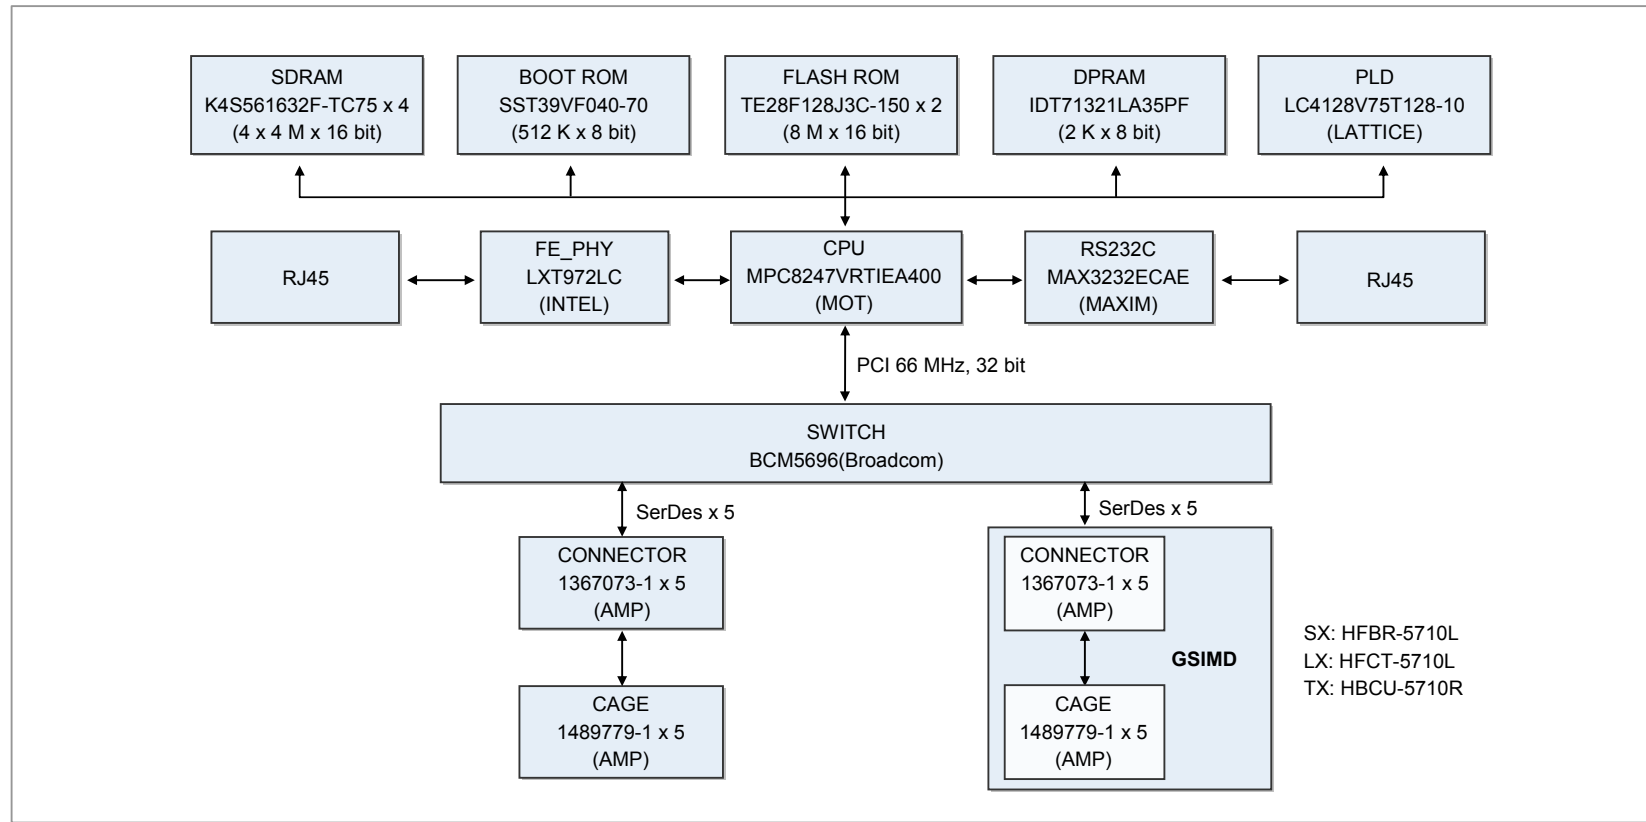 SDRAM
K4S561632F-TC75 x 4
(4 x 4 M x 16 bit)
BOOT ROM
SST39VF040-70
(512 K x 8 bit)
FLASH ROM
TE28F128J3C-150 x 2
(8 M x 16 bit)
DPRAM
IDT71321LA35PF
(2 K x 8 bit)
PLD
LC4128V75T128-10
(LATTICE)
RJ45
FE_PHY
LXT972LC
(INTEL)
CPU
MPC8247VRTIEA400
(MOT)
RS232C
MAX3232ECAE
(MAXIM)
RJ45
PCI 66 MHz, 32 bit
SWITCH
BCM5696(Broadcom)
SerDes x 5
SerDes x 5
CONNECTOR
1367073-1 x 5
(AMP)
CAGE
1489779-1 x 5
(AMP)
CONNECTOR
1367073-1 x 5
(AMP)
GSIMD
CAGE
1489779-1 x 5
(AMP)
SX: HFBR-5710L
LX: HFCT-5710L
TX: HBCU-5710R